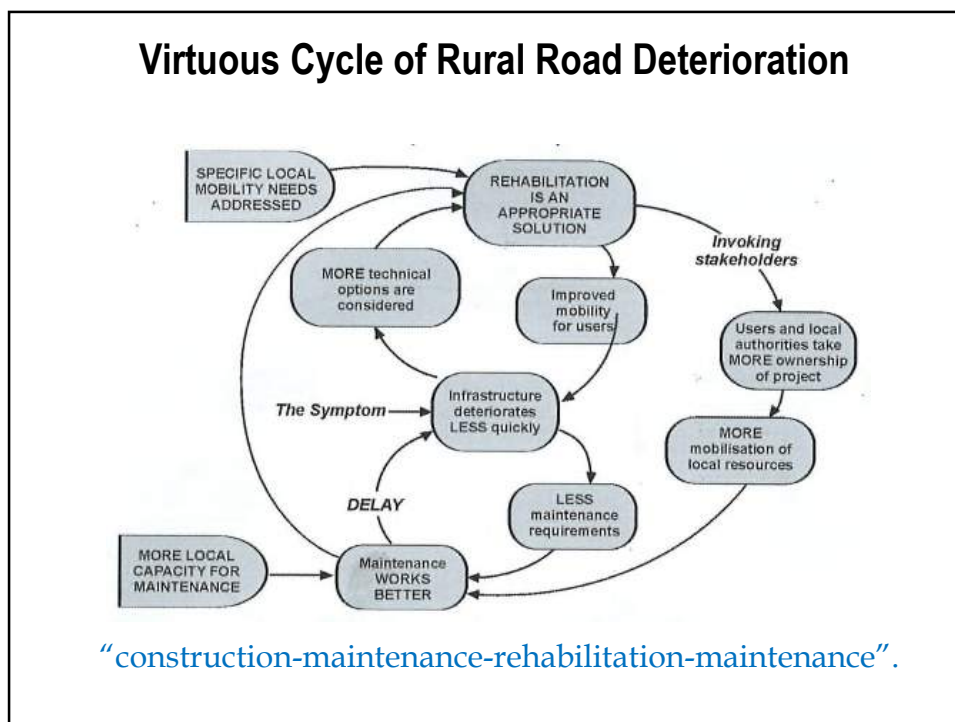 Virtuous Cycle of Rural Road Deterioration
SPECIFIC LOCAL
MOBILITY NEEDS
ADDRESSED
REHABILITATION
IS AN
APPROPRIATE
SOLUTION
Invoking
stakeholders
MORE technical
options are
considered
Improved
mobility
for users
Users and local
authorities take
MORE ownership
of project
The Symptom
Infrastructure
deteriorates
LESS quickly
MORE
mobilisation of
local resources
DELAY
LESS
maintenance
requirements
MORE LOCAL
CAPACITY FOR
MAINTENANCE
Maintenance
WORKS
BETTER
“construction-maintenance-rehabilitation-maintenance”.